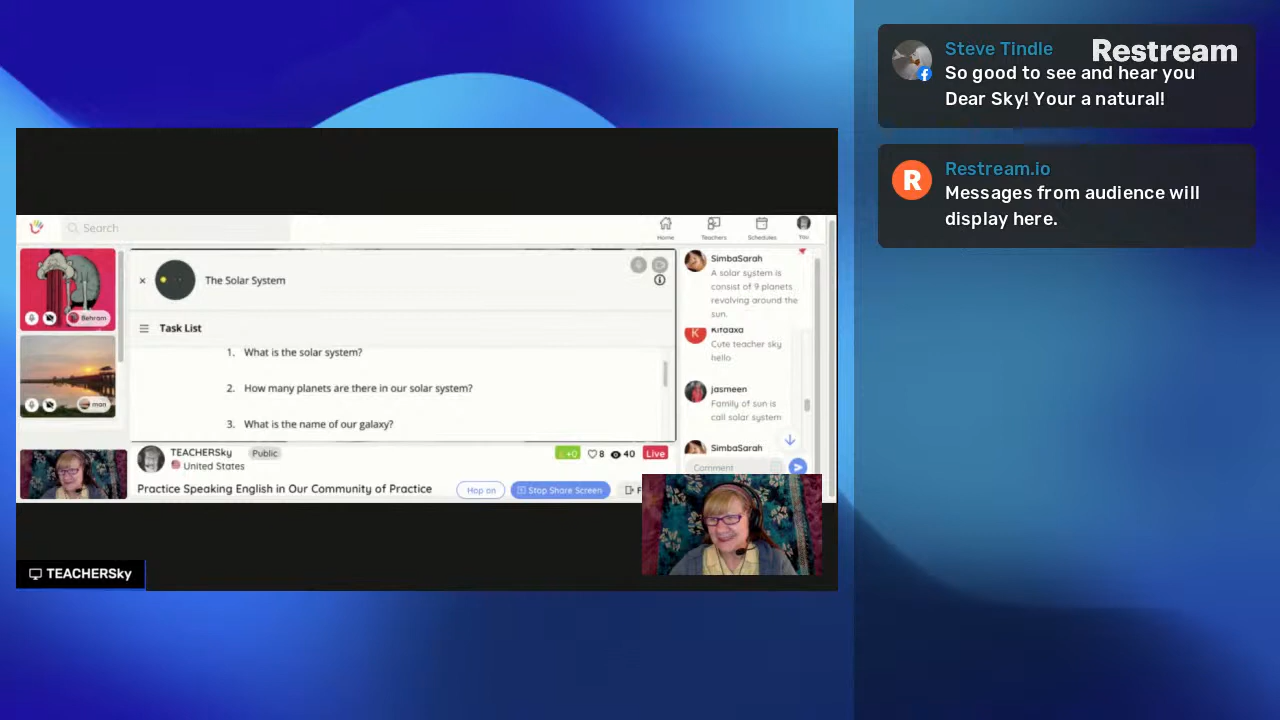 Search
Home
Teachers
Schedules
You
Behram
man
The Solar System
Task List
1. What is the solar system?
2. How many planets are there in our solar system?
3. What is the name of our galaxy?
TEACHERSky
Public
United States
+0
8
40
Live
Practice Speaking English in Our Community of Practice
Hop on
Stop Share Screen
SimbaSarah
A solar system is
consist of 9 planets
revolving around the
sun.
K
Kifaaxa
Cute teacher sky
hello
jasmeen
Family of sun is
call solar system
SimbaSarah
Comment
TEACHERSky
Restream
Steve Tindle
So good to see and hear you
Dear Sky! Your a natural!
R
Restream.io
Messages from audience will
display here.